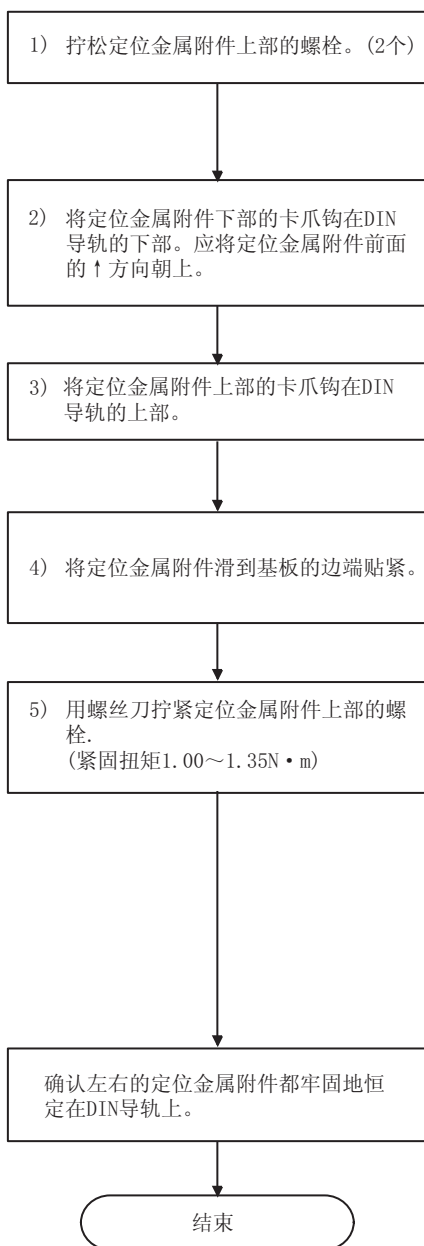 1) 拧松定位金属附件上部的螺栓。(2个)
2) 将定位金属附件下部的卡爪钩在DIN
导轨的下部。应将定位金属附件前面
的↑方向朝上。
3) 将定位金属附件上部的卡爪钩在DIN
导轨的上部。
4) 将定位金属附件滑到基板的边端贴紧。
5) 用螺丝刀拧紧定位金属附件上部的螺
栓.
(紧固扭矩1.00～1.35N·m)
确认左右的定位金属附件都牢固地恒
定在DIN导轨上。
结束